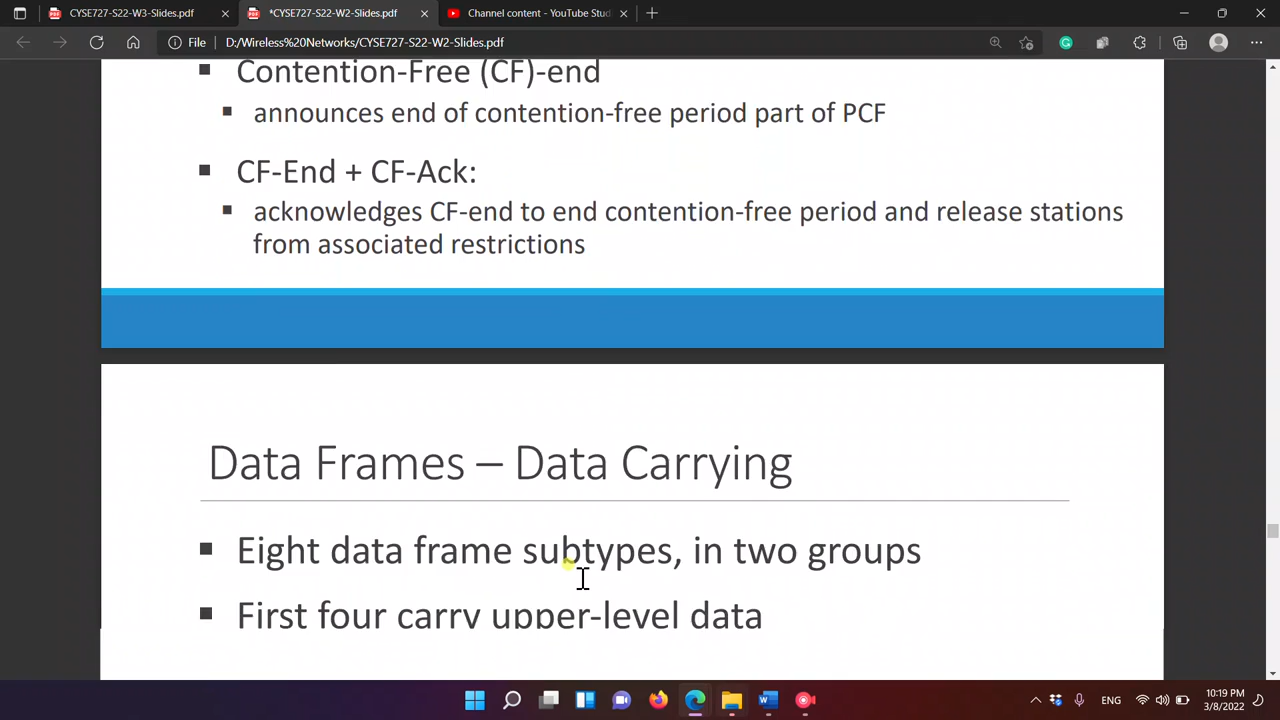 CYSE727-S22-W3-Slides.pdf
*CYSE727-S22-W2-Slides.pdf
Channel content - YouTube Stud
File
D:/Wireless%20Networks/CYSE727-S22-W2-Slides.pdf
Contention-Free (CF)-end
announces end of contention-free period part of PCF
CF-End + CF-Ack:
acknowledges CF-end to end contention-free period and release stations
from associated restrictions
Data Frames – Data Carrying
Eight data frame subtypes, in two groups
First four carry upper-level data
ENG
10:19 PM
3/8/2022